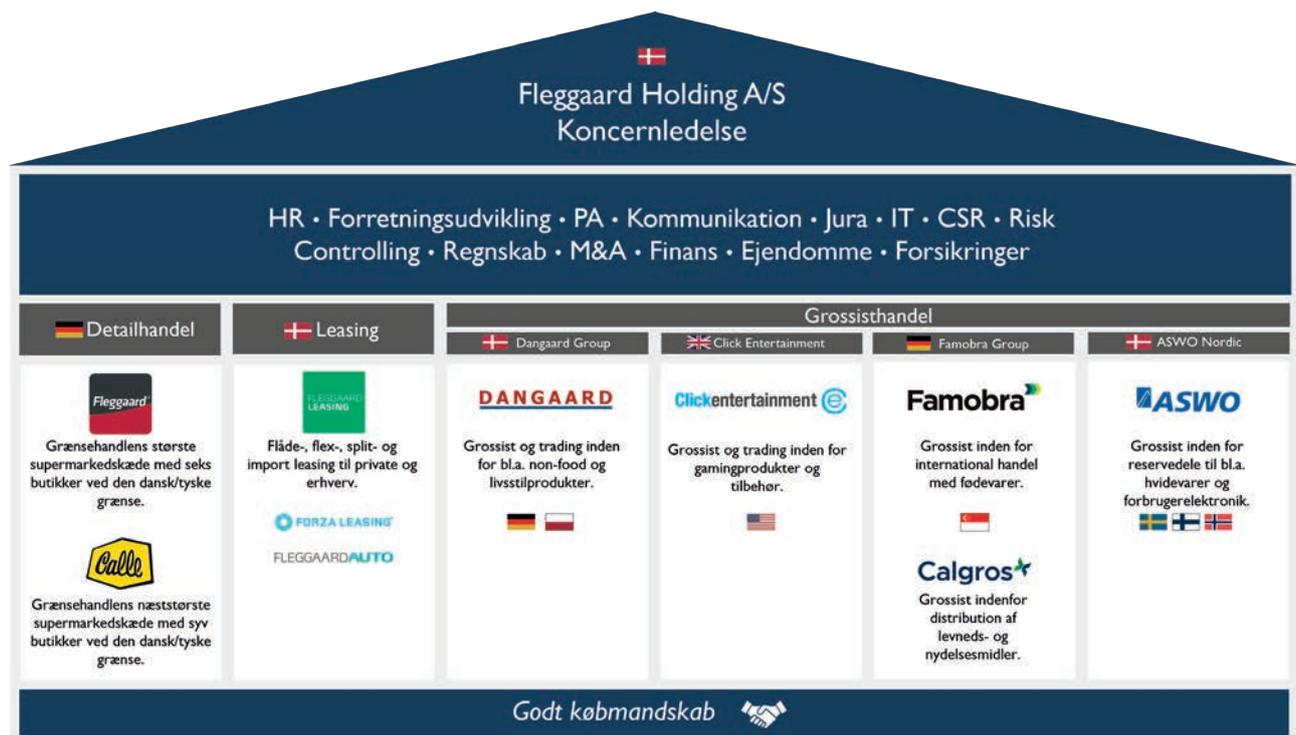 Fleggaard Holding A/S
Koncernledelse
HR • Forretningsudvikling • PA • Kommunikation • Jura • IT • CSR • Risk
Controlling • Regnskab • M&A • Finans • Ejendomme • Forsikringer
Detailhandel
Fleggaard
Grænsehandlens største
supermarkedskæde med seks
butikker ved den dansk/tyske
grænse.
Calle
Grænsehandlens næststørste
supermarkedskæde med syv
butikker ved den dansk/tyske
grænse.
Leasing
FLEGGAARD
LEASING
Flåde-, flex-, split- og
import leasing til private og
erhverv.
FORZA LEASING
FLEGGAARDAUTO
Grossisthandel
Dangaard Group
DANGAARD
Grossist og trading inden
for bl.a. non-food og
livsstilprodukter.
Click Entertainment
Clickentertainment e
Grossist og trading inden for
gamingprodukter og
tilbehør.
Famobra Group
Famobra
Grossist inden for
international handel
med fødevarer.
Calgros
Grossist indenfor
distribution af
levneds- og
nydelsesmidler.
ASWO Nordic
ASWO
Grossist inden for
reservedele til bl.a.
hvidevarer og
forbrugerelektronik.
Godt købmandskab